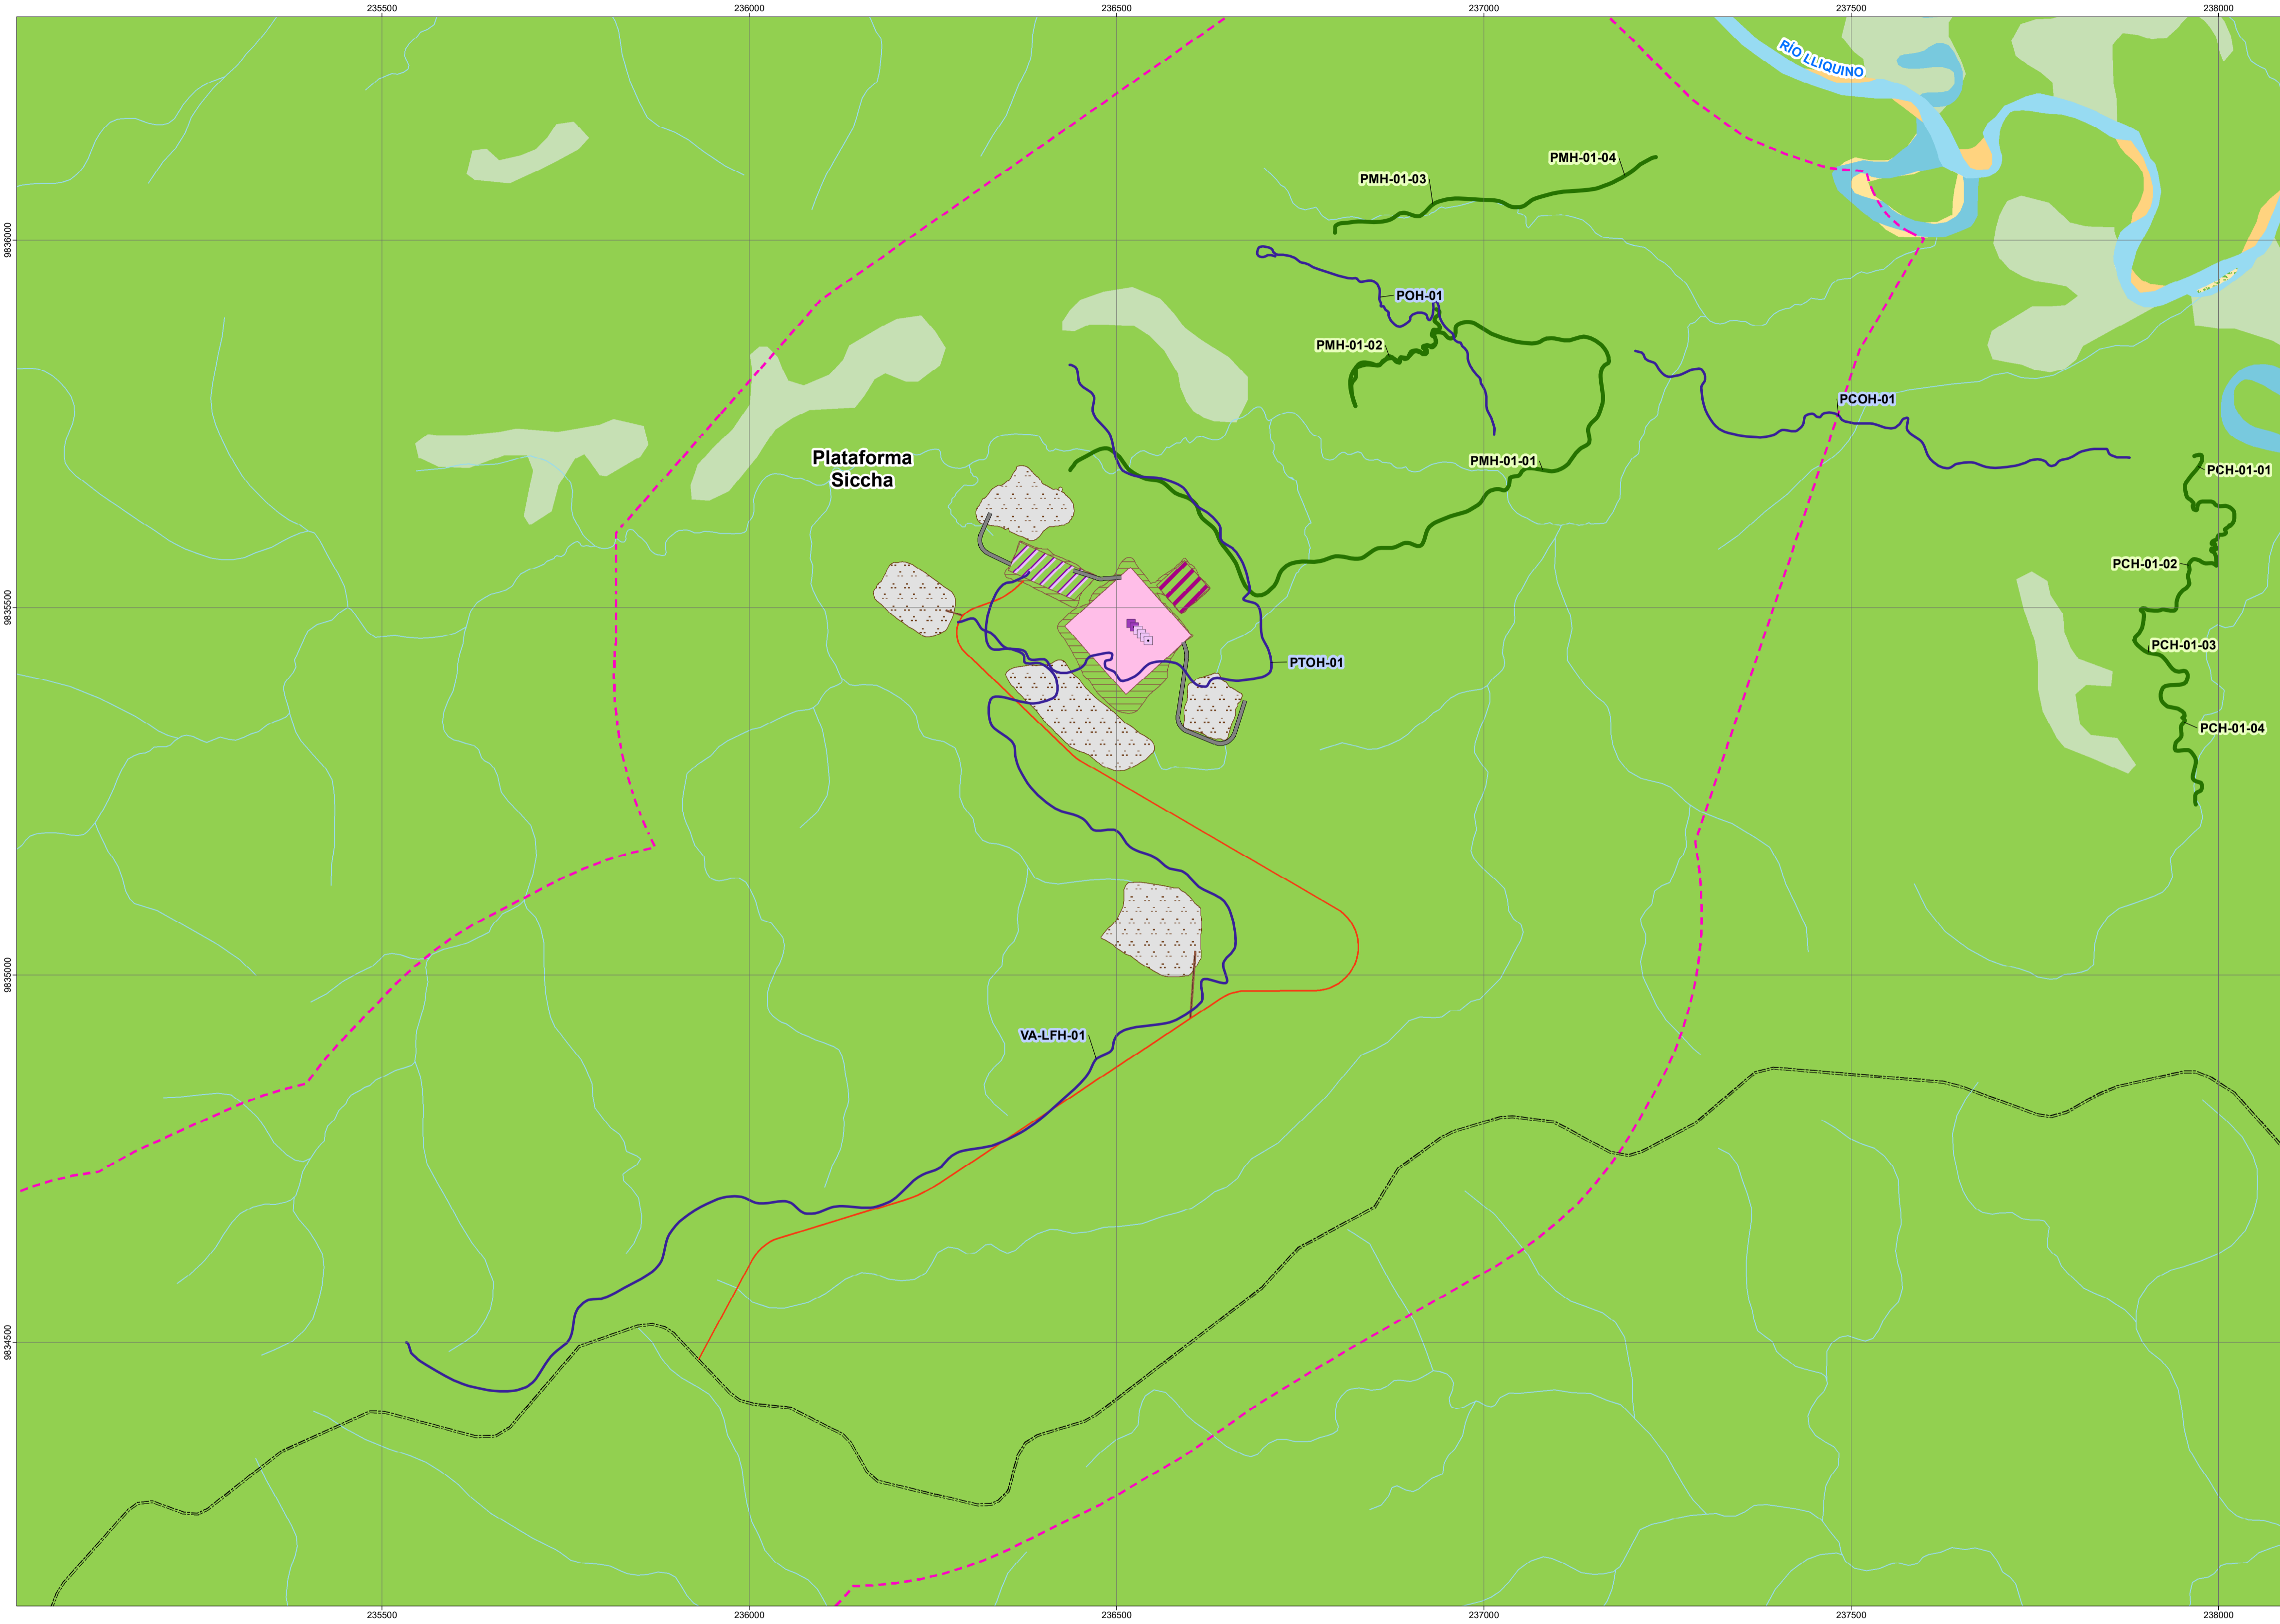 235500
236000
236500
237000
237500
238000
RÍO LLIQUINO
PMH-01-04
PMH-01-03
9836000
9836000
POH-01
PMH-01-02
PCOH-01
Plataforma
Siccha
PMH-01-01
PCH-01-01
PCH-01-02
9835500
PCH-01-03
PTOH-01
PCH-01-04
9835000
VA-LFH-01
9834500
235500
236000
236500
237000
237500
238000